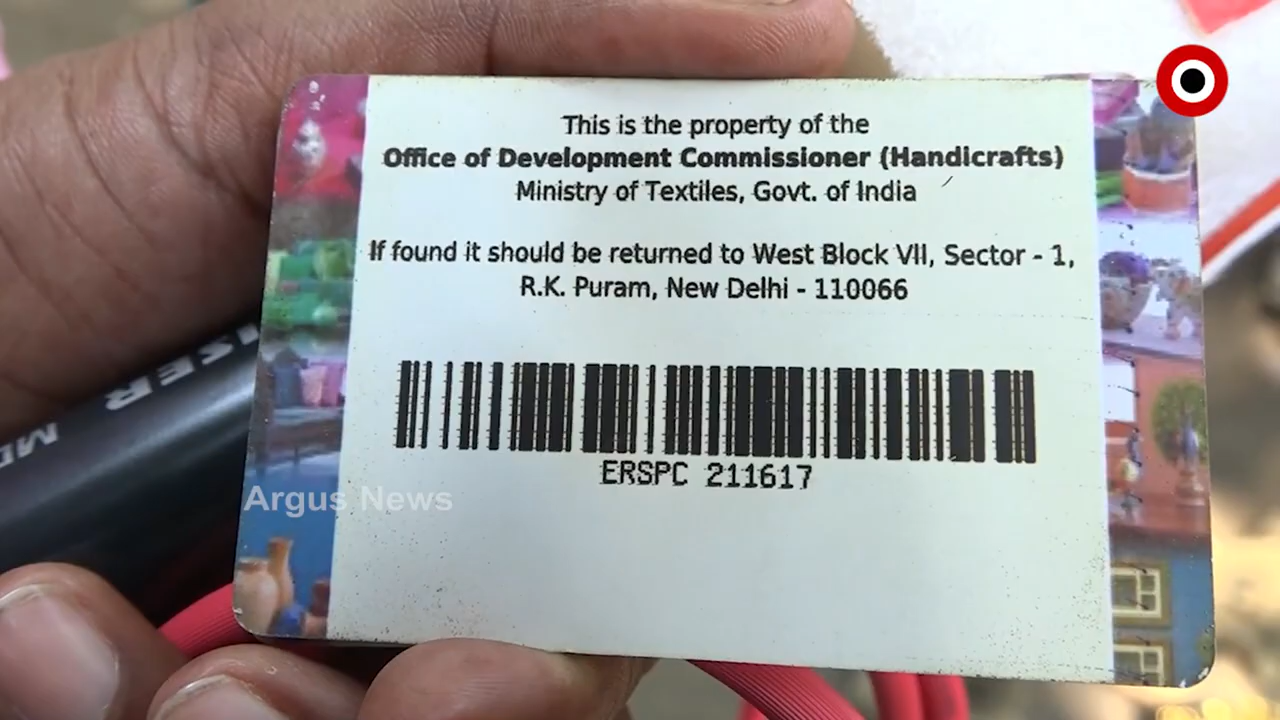 This is the property of the
Office of Development Commissioner (Handicrafts)
Ministry of Textiles, Govt. of India
If found it should be returned to West Block VII, Sector - 1,
R.K. Puram, New Delhi - 110066
ERSPC 211617
Argus News